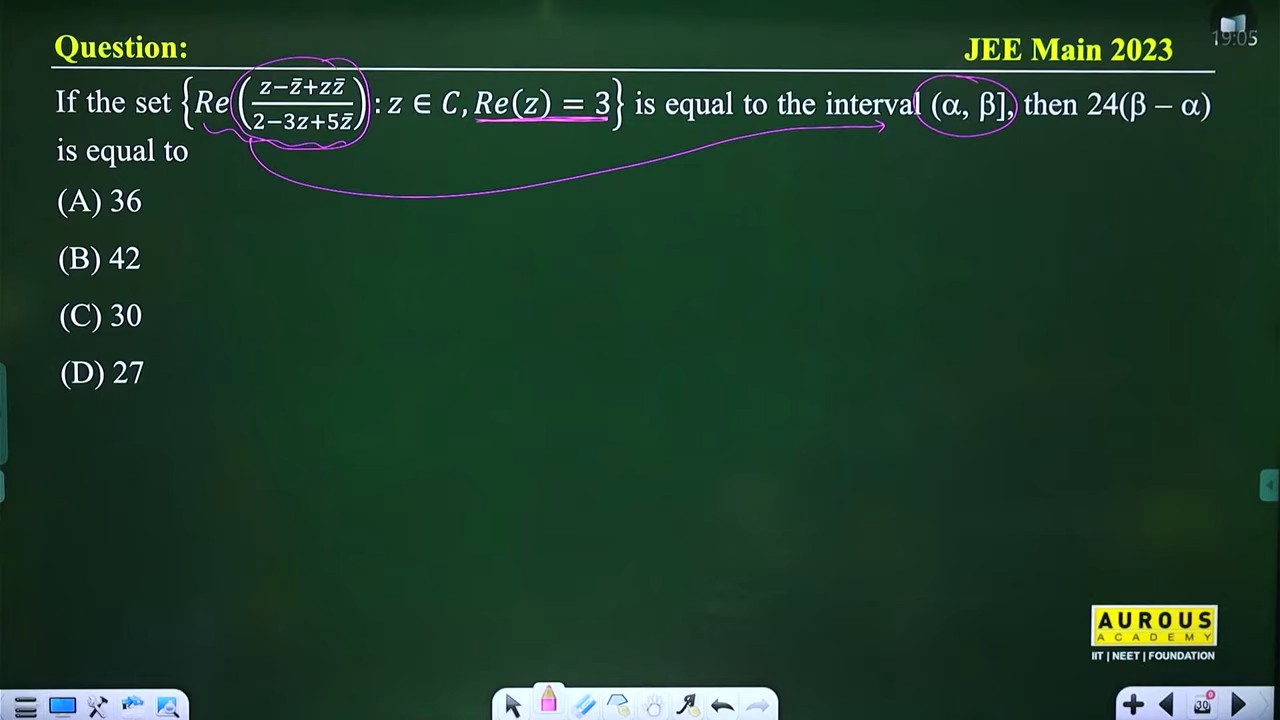 19:05
Question:
JEE Main 2023
If the set {Re((z−z̄+zz̄)/(2−3z+5z̄)) : z ∈ C, Re(z) = 3} is equal to the interval (α, β], then 24(β − α)
is equal to
(A) 36
(B) 42
(C) 30
(D) 27
AUROUS
ACADEMY
IIT | NEET | FOUNDATION
30
0